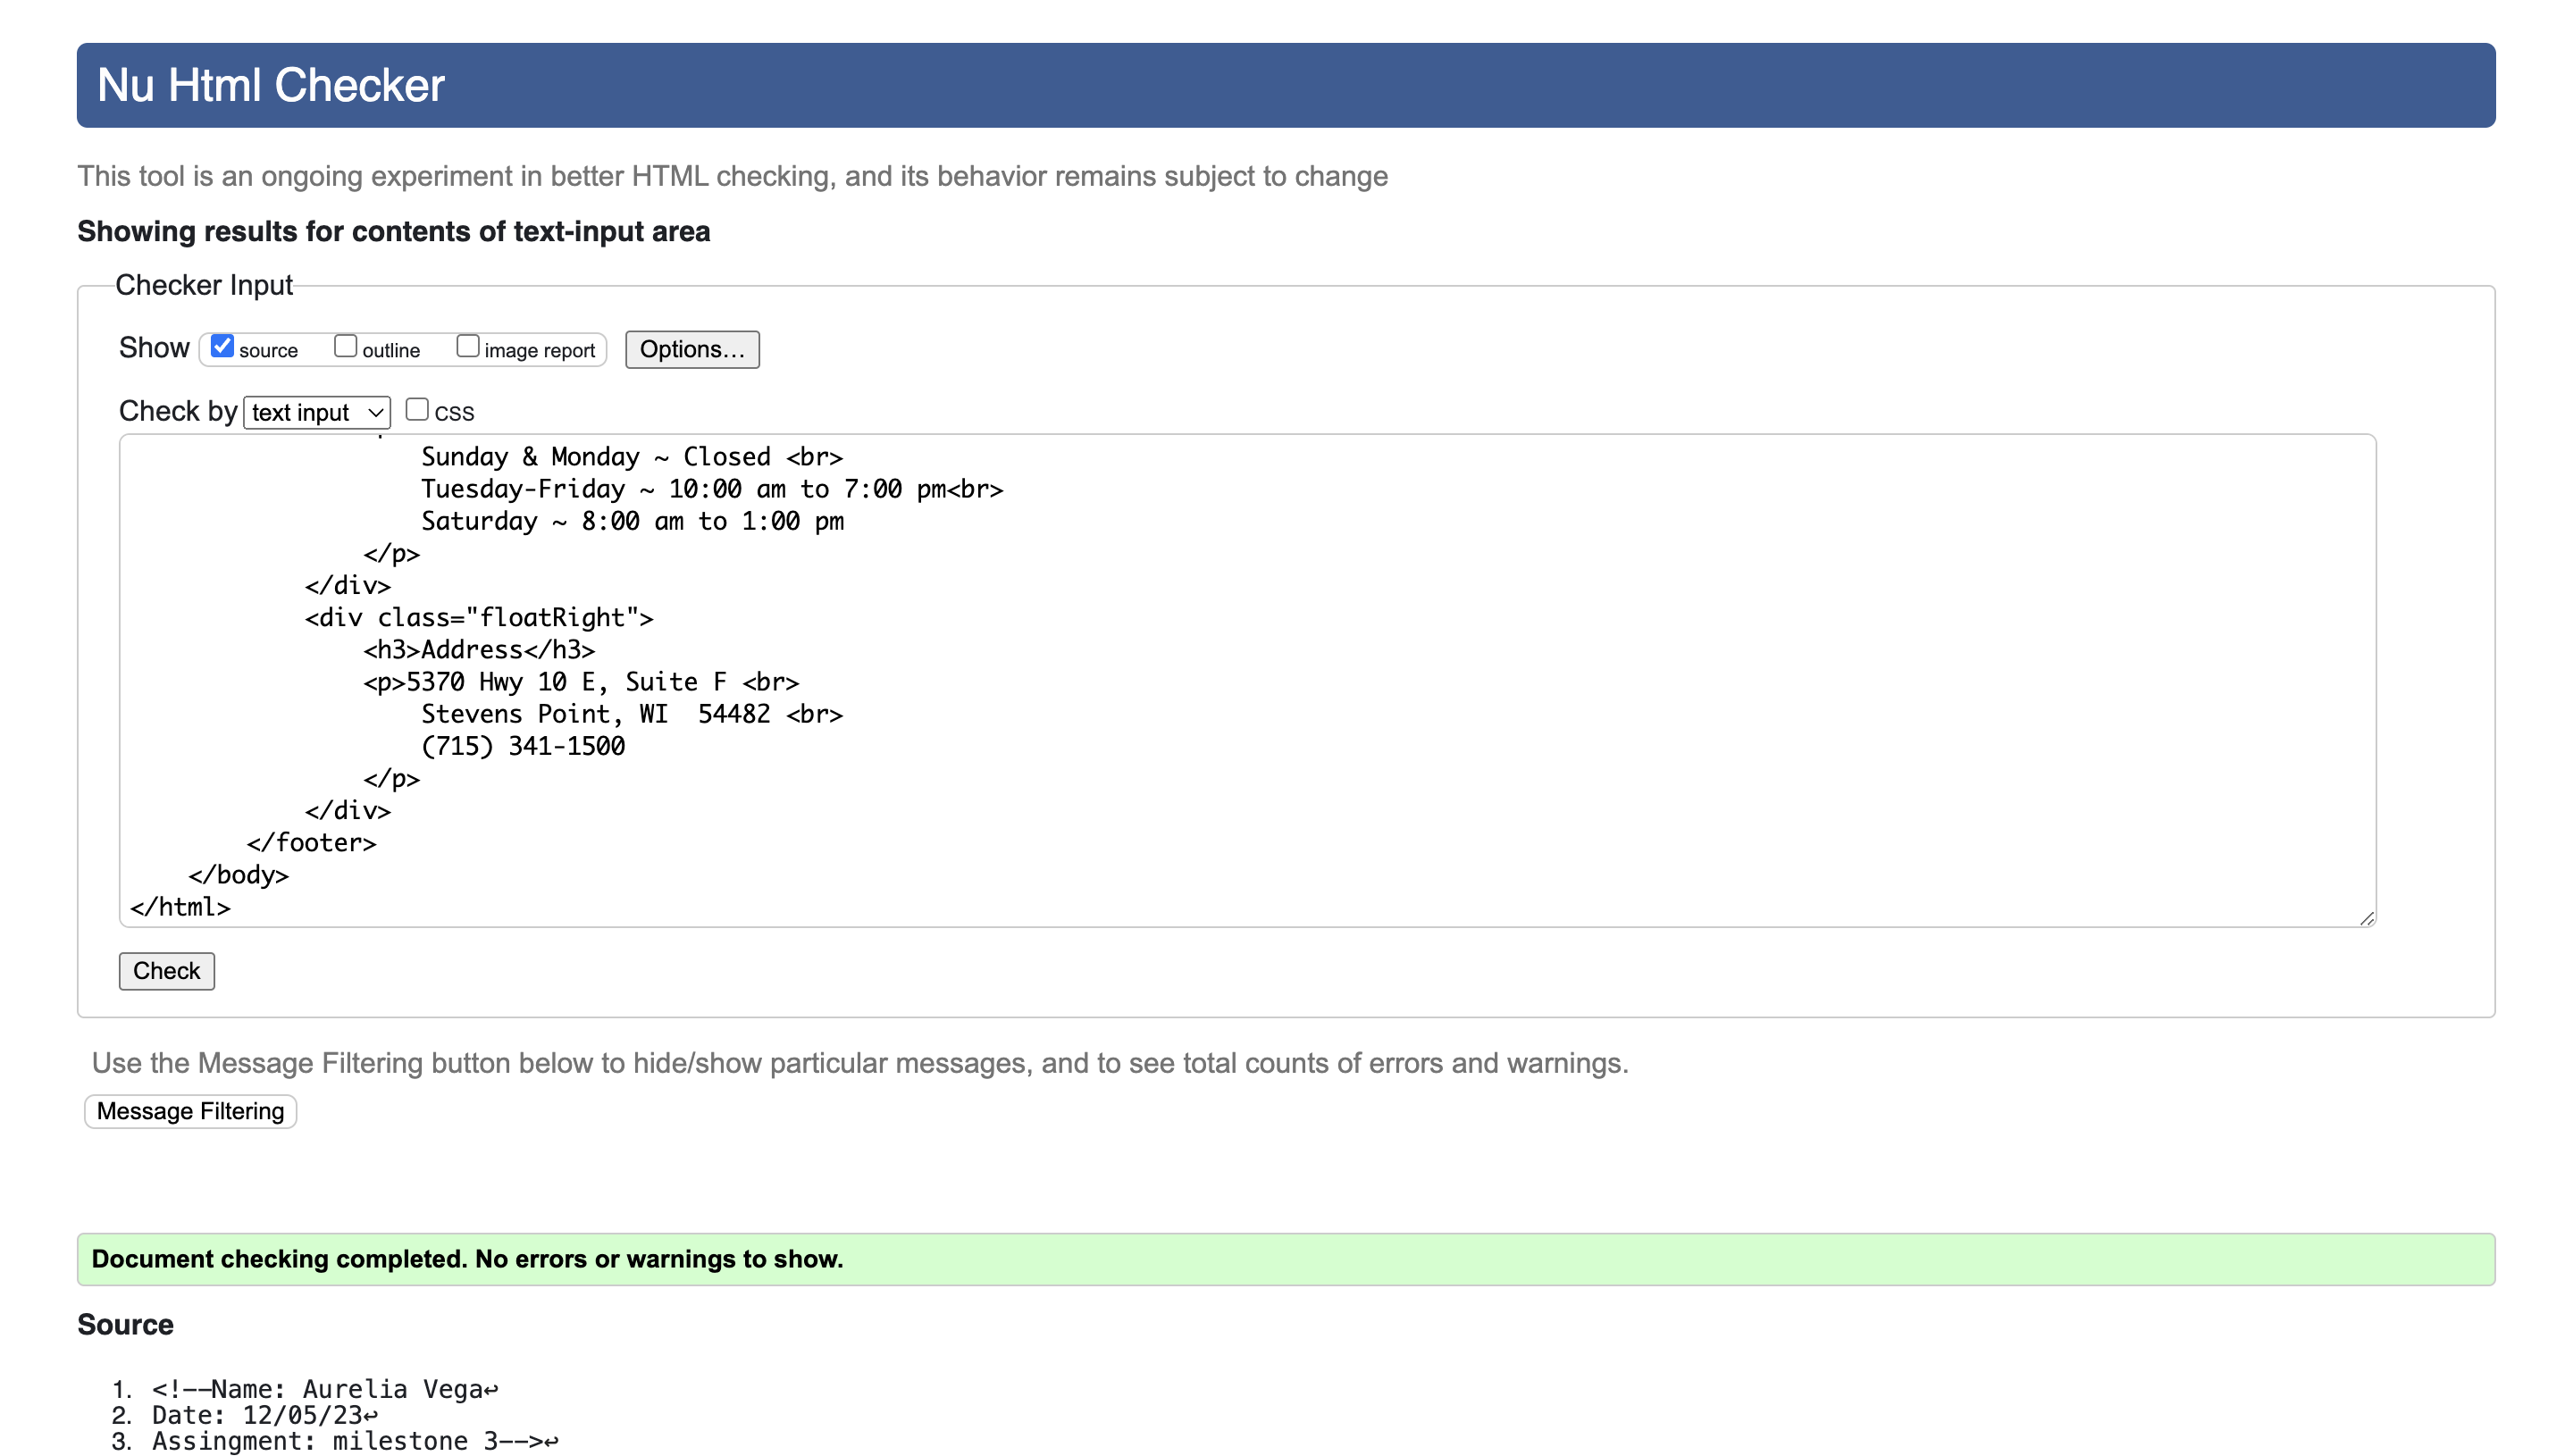 Nu Html Checker
This tool is an ongoing experiment in better HTML checking, and its behavior remains subject to change
Showing results for contents of text-input area
Checker Input
Show source outline image report Options...
Check by text input CSS
Sunday & Monday ~ Closed <br>
Tuesday-Friday ~ 10:00 am to 7:00 pm<br>
Saturday ~ 8:00 am to 1:00 pm
</p>
</div>
<div class="floatRight">
<h3>Address</h3>
<p>5370 Hwy 10 E, Suite F <br>
Stevens Point, WI  54482 <br>
(715) 341-1500
</p>
</div>
</footer>
</body>
</html>
Check
Use the Message Filtering button below to hide/show particular messages, and to see total counts of errors and warnings.
Message Filtering
Document checking completed. No errors or warnings to show.
Source
1. <!--Name: Aurelia Vega↩
2. Date: 12/05/23↩
3. Assingment: milestone 3-->↩